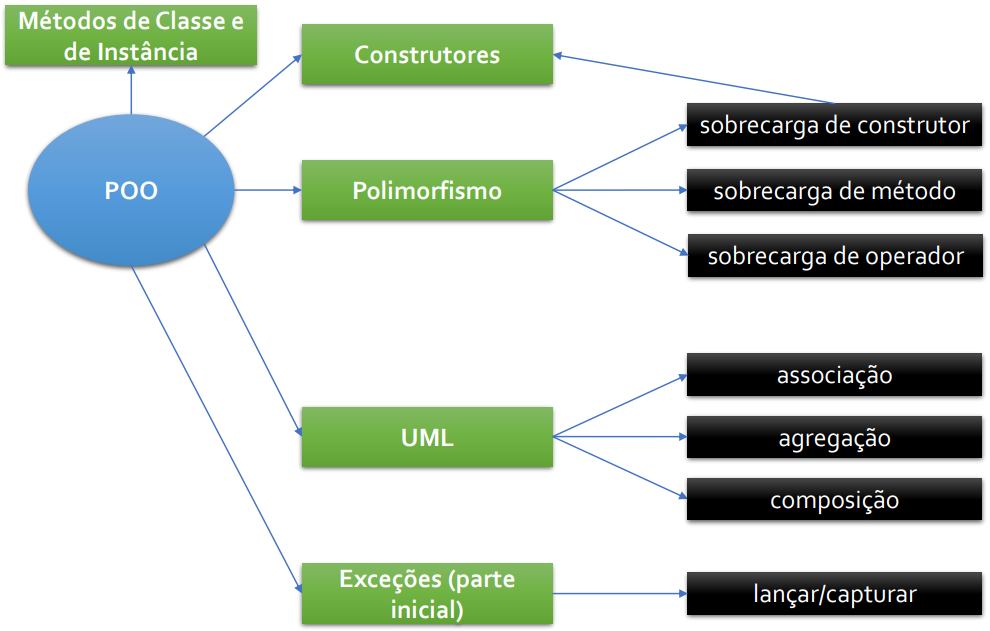 Métodos de Classe e
de Instância
Construtores
sobrecarga de construtor
POO
Polimorfismo
sobrecarga de método
sobrecarga de operador
associação
UML
agregação
composição
Exceções (parte
inicial)
lançar/capturar